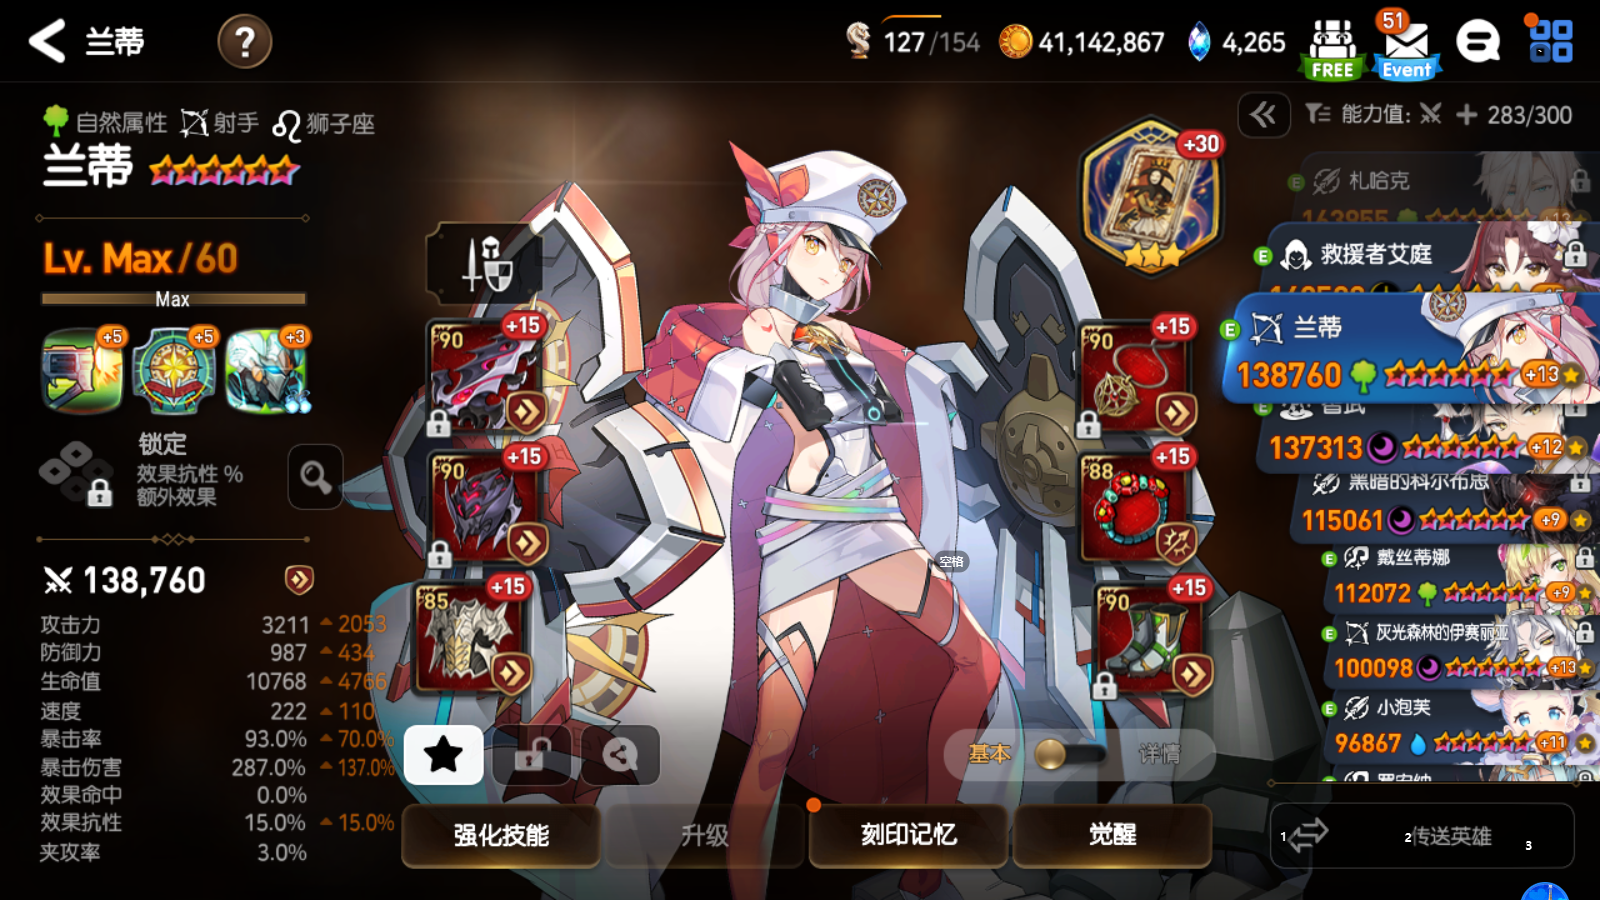 兰蒂
?
127/154
41,142,867
4,265
FREE
51
Event
自然属性 射手 狮子座
兰蒂
Lv. Max/60
Max
+5
+5
+3
锁定
效果抗性 %
额外效果
138,760
攻击力 3211 2053
防御力 987 434
生命值 10768 4766
速度 222 110
暴击率 93.0% 70.0%
暴击伤害 287.0% 137.0%
效果命中 0.0%
效果抗性 15.0% 15.0%
夹攻率 3.0%
90 +15
90 +15
85 +15
+30
90 +15
88 +15
90 +15
空格
基本 详情
强化技能
升级
刻印记忆
觉醒
能力值: 283/300
E 札哈克
E 救援者艾庭
E 兰蒂
138760 +13
137313 +12
黑暗的科尔布思
115061 +9
E 戴丝蒂娜
112072 +9
E 灰光森林的伊赛丽亚
100098 +13
E 小泡芙
96867 +11
1
2 传送英雄
3